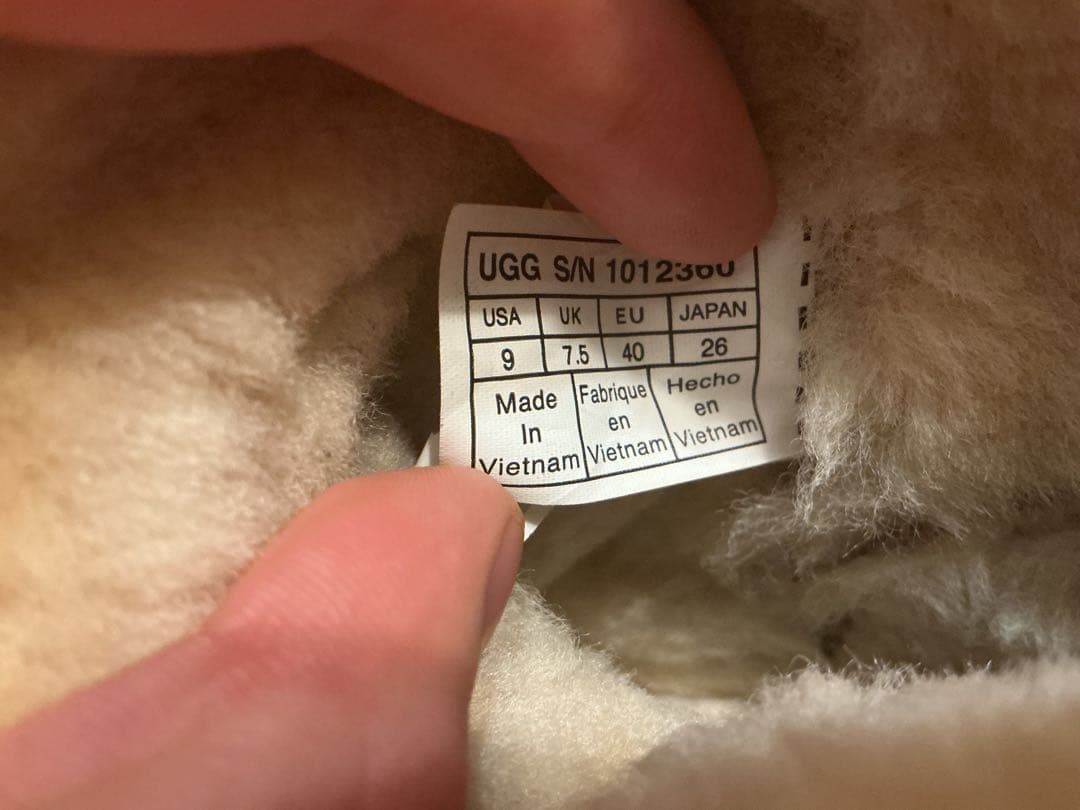 UGG S/N 1012360
USA UK EU JAPAN
9 7.5 40 26
Made In Vietnam
Fabrique en Vietnam
Hecho en Vietnam